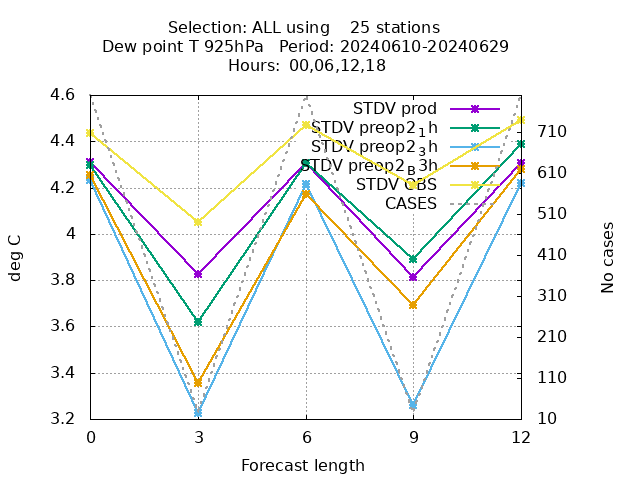 Selection: ALL using 25 stations
Dew point T 925hPa Period: 20240610-20240629
Hours: 00,06,12,18
4.6
4.4
4.2
4
3.8
3.6
3.4
3.2
deg C
STDV prod
STDV preop2_1h
STDV preop2_3h
STDV preop2_B3h
STDV OBS
CASES
710
610
510
410
310
210
110
10
No cases
0
3
6
9
12
Forecast length